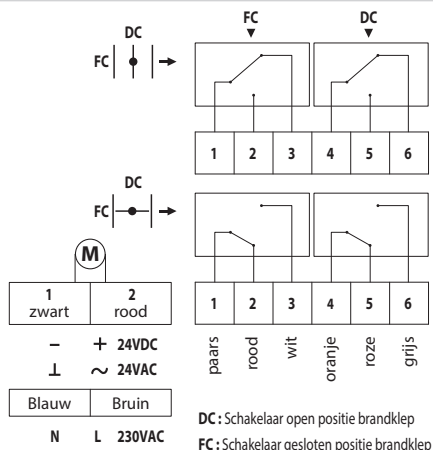 FC DC
DC
FC
1 2 3 4 5 6
DC
FC
M
1 2
zwart rood
1 2 3 4 5 6
paars rood wit oranje roze grijs
– + 24VDC
⊥ ~ 24VAC
Blauw Bruin
N L 230VAC
DC : Schakelaar open positie brandklep
FC : Schakelaar gesloten positie brandklep